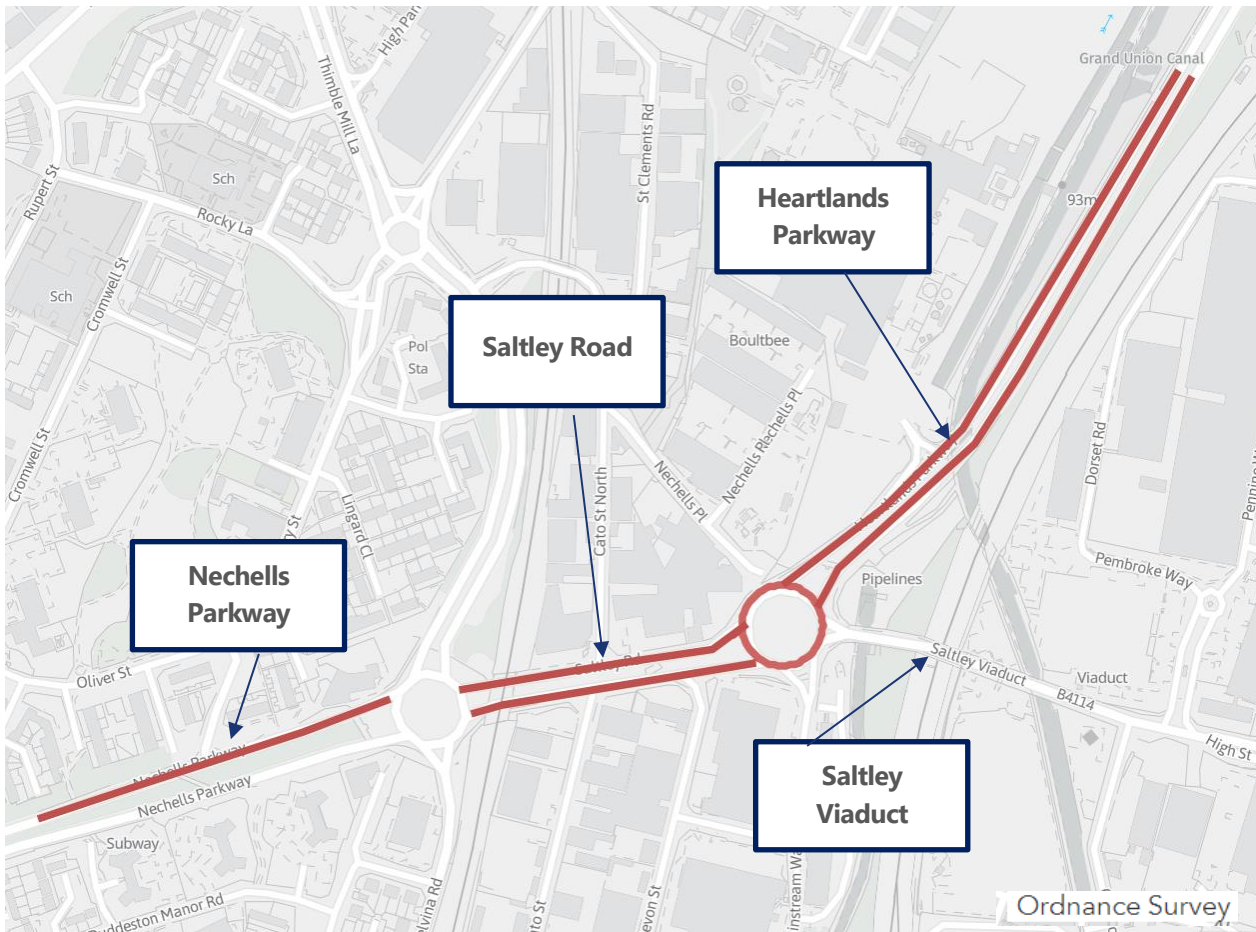 Grand Union Canal
High Par
Thimble Mill La
St Clements Rd
Rupert St
Sch
Rocky La
Cromwell St
Sch
93m
Heartlands
Parkway
Saltley Road
Pol
Sta
Boultbee
Nechells Pl
Nechells Pl
Cato St North
Heartlands Parkway
Dorset Rd
Cromwell St
Lingard Cl
Pembroke Way
Pipelines
Nechells
Parkway
Saltley Rd
Saltley Viaduct
Viaduct
B4114
High St
Oliver St
Nechells Parkway
Nechells Parkway
Saltley
Viaduct
Subway
Ordnance Survey